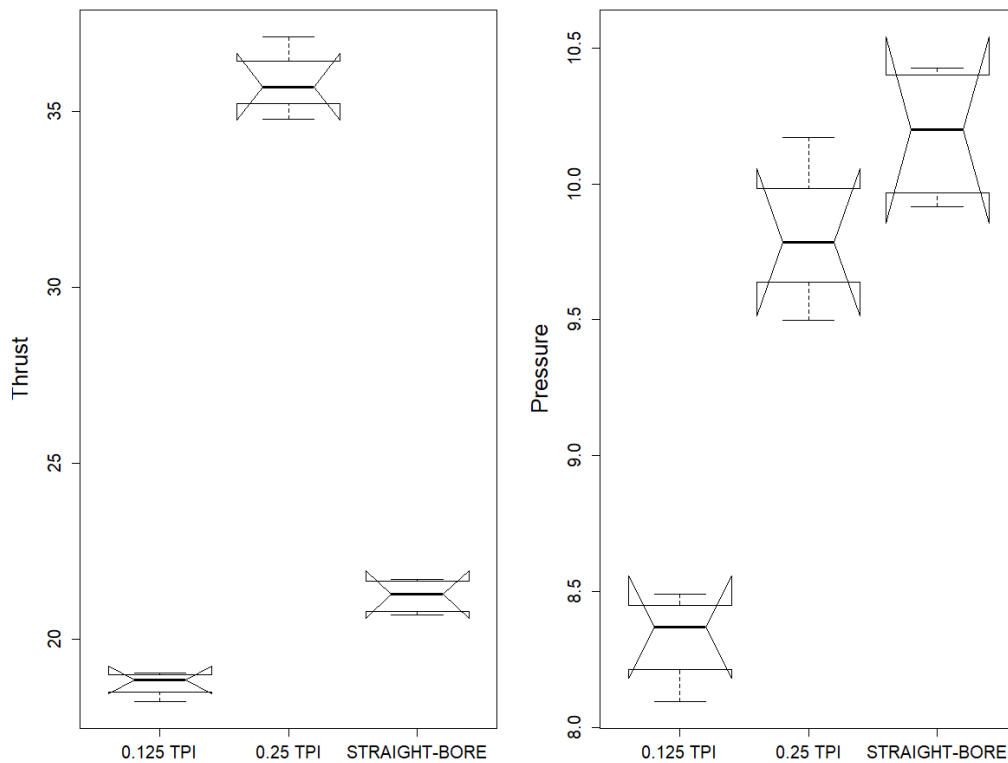 Thrust
35
30
25
20
0.125 TPI
0.25 TPI
STRAIGHT-BORE
Pressure
10.5
10.0
9.5
9.0
8.5
8.0
0.125 TPI
0.25 TPI
STRAIGHT-BORE